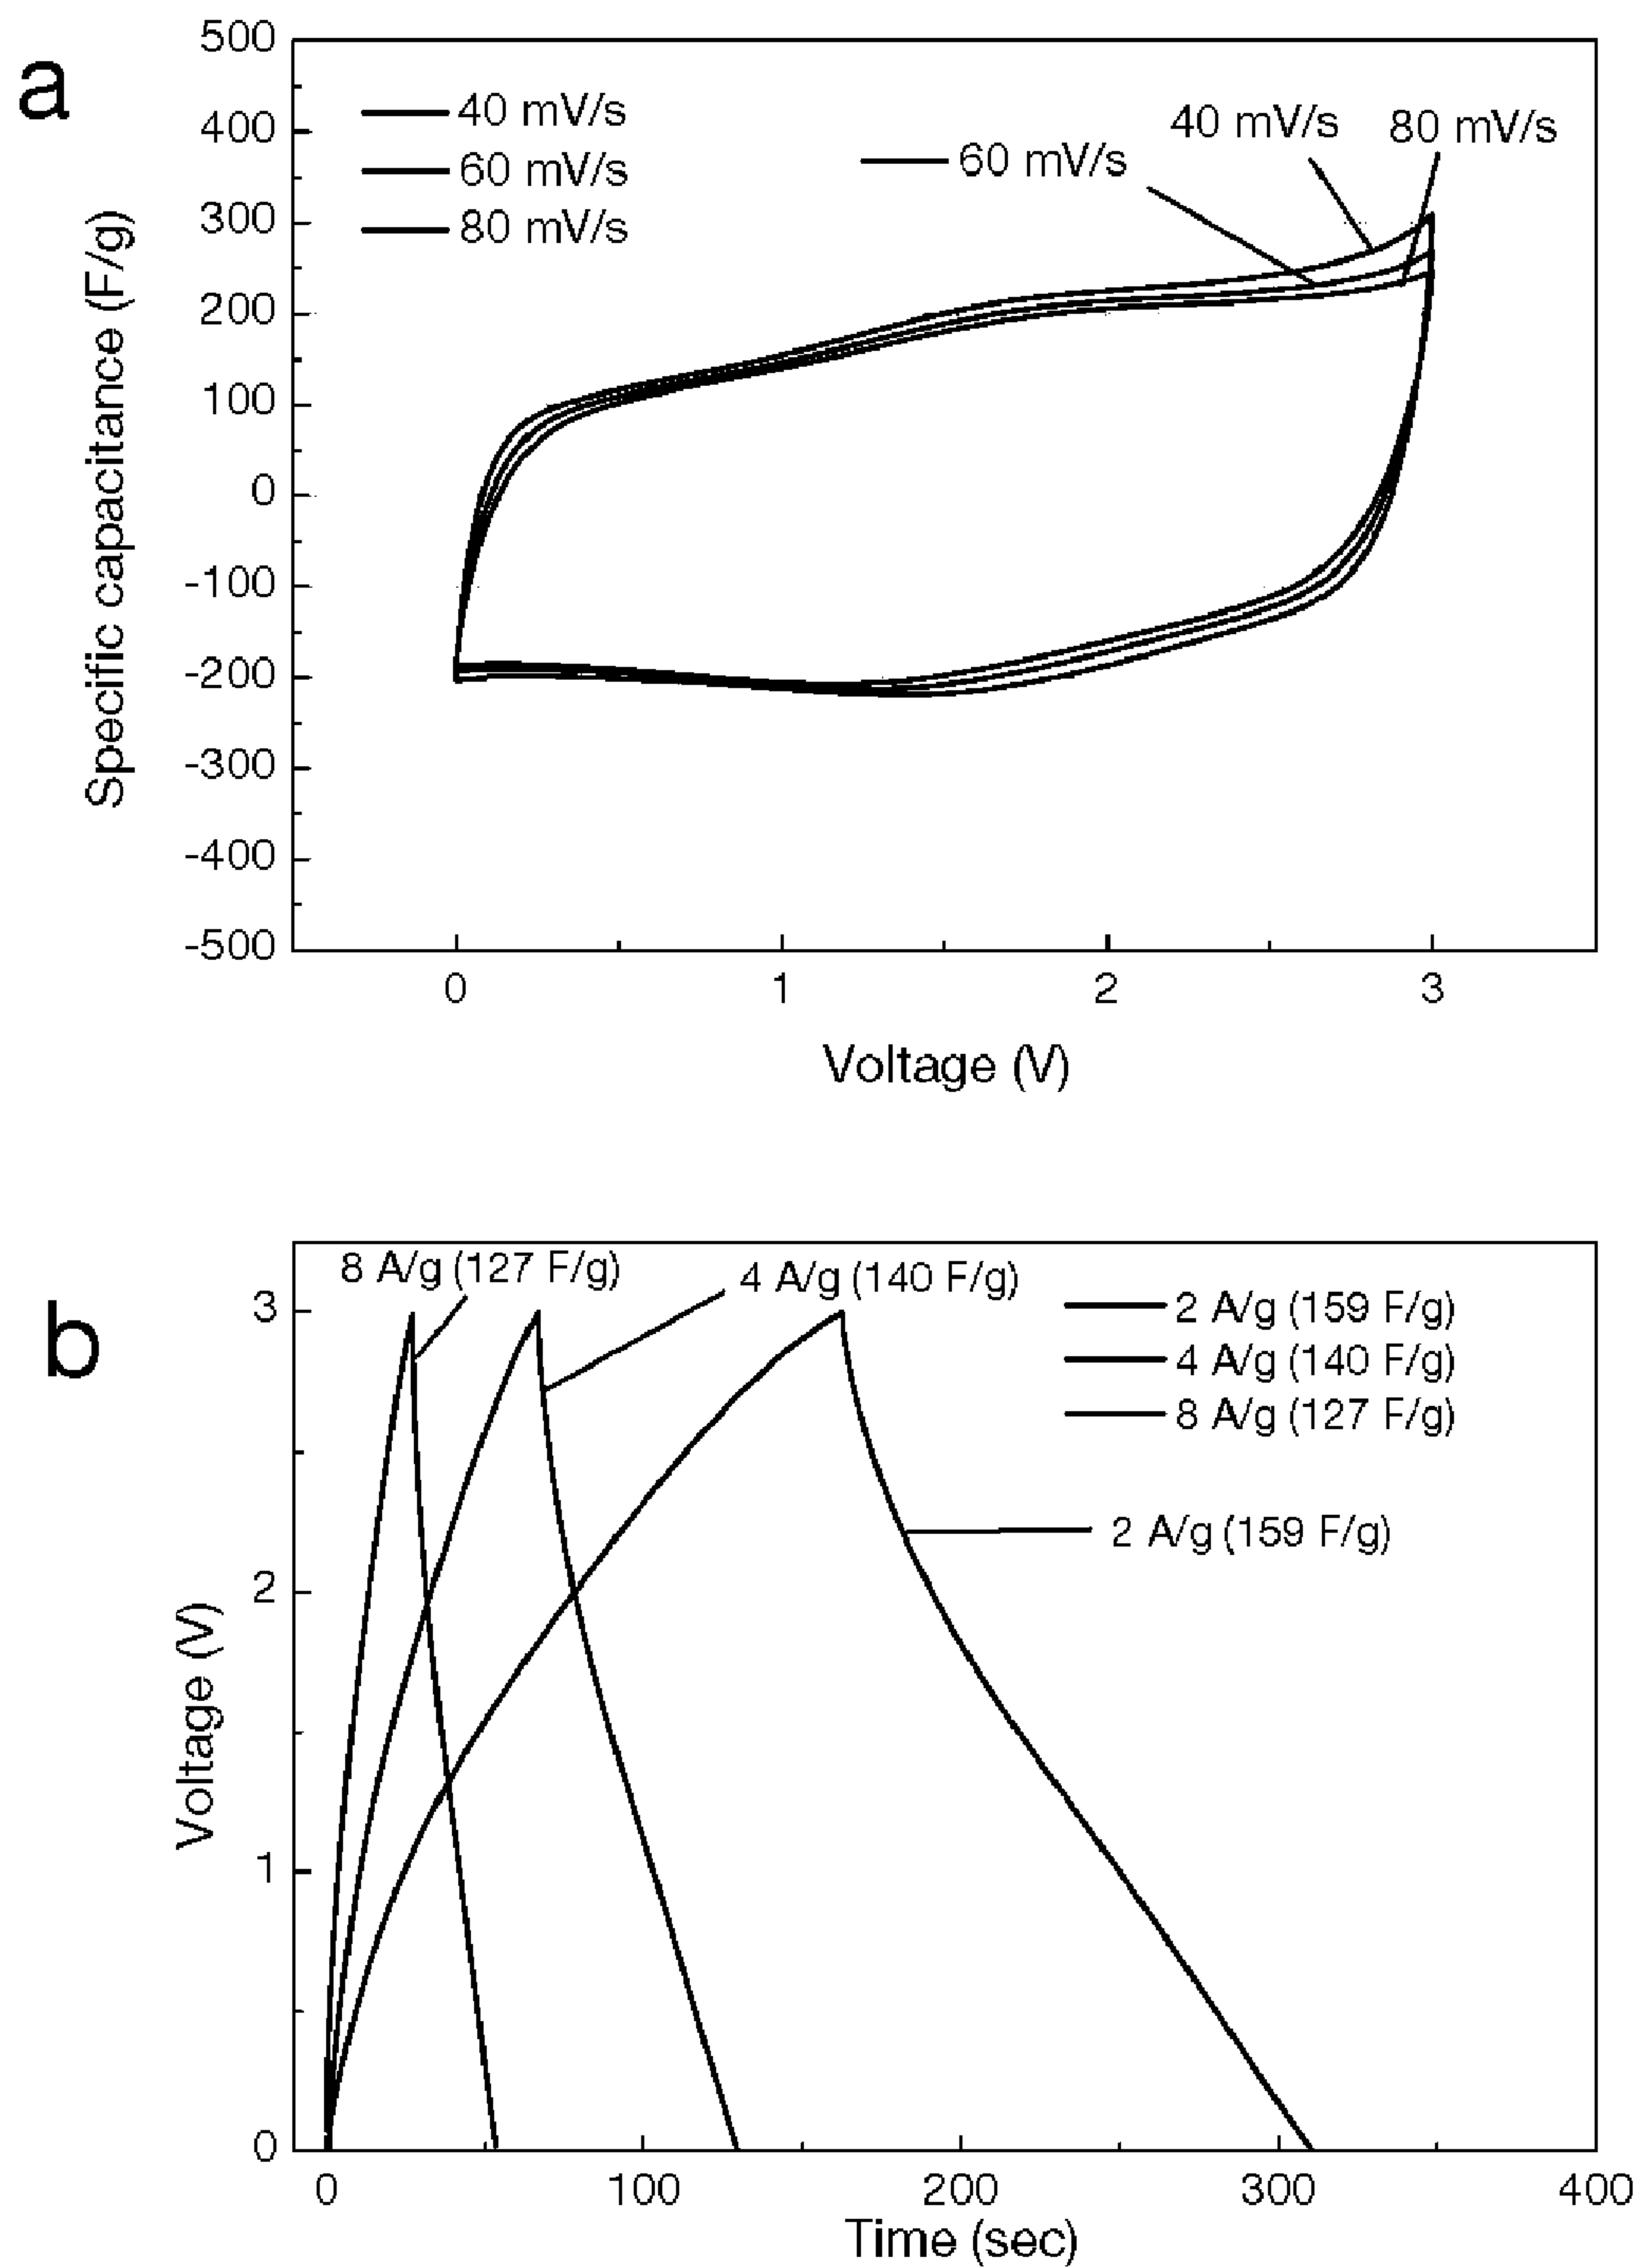 a
500
400
300
200
100
0
-100
-200
-300
-400
-500
Specific capacitance (F/g)
40 mV/s
60 mV/s
80 mV/s
60 mV/s
40 mV/s
80 mV/s
0 1 2 3
Voltage (V)
b
3
2
1
0
Voltage (V)
8 A/g (127 F/g)
4 A/g (140 F/g)
2 A/g (159 F/g)
4 A/g (140 F/g)
8 A/g (127 F/g)
2 A/g (159 F/g)
0 100 200 300 400
Time (sec)